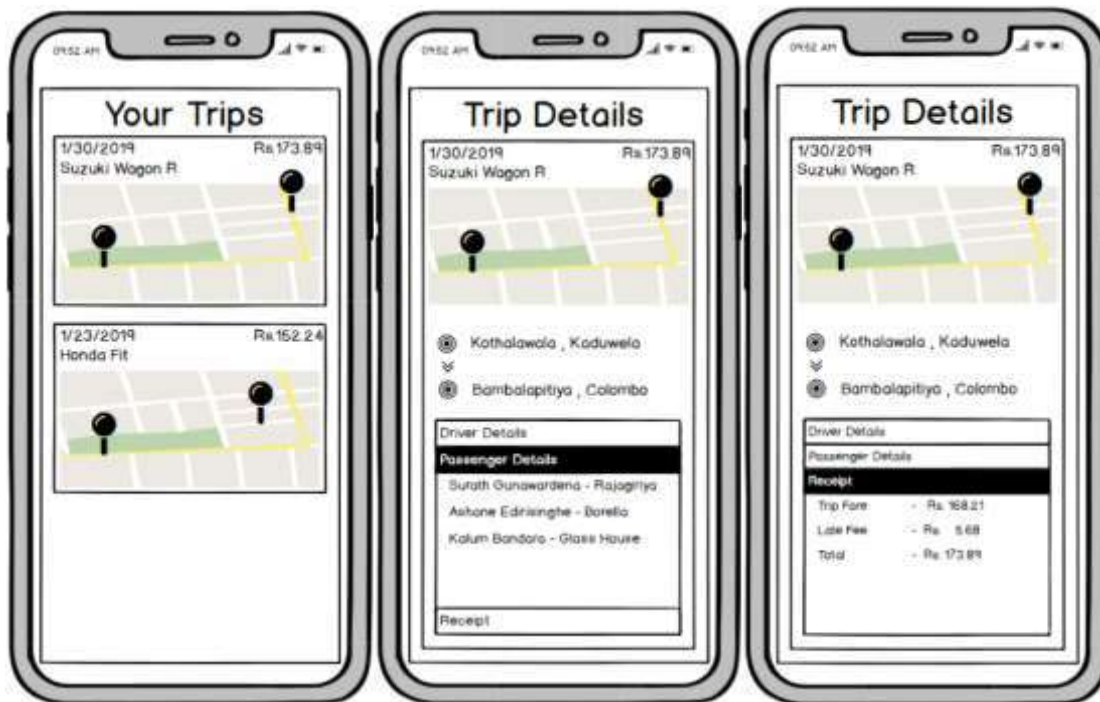 09:52 AM
Your Trips
1/30/2019 Rs.173.89
Suzuki Wagon R
1/23/2019 Rs.152.24
Honda Fit
09:52 AM
Trip Details
1/30/2019 Rs.173.89
Suzuki Wagon R
Kothalawala , Kaduwela
Bambalapitiya , Colombo
Driver Details
Passenger Details
Surath Gunawardena - Rajagiriya
Ashane Edirisinghe - Borella
Kalum Bandara - Glass House
Receipt
09:52 AM
Trip Details
1/30/2019 Rs.173.89
Suzuki Wagon R
Kothalawala , Kaduwela
Bambalapitiya , Colombo
Driver Details
Passenger Details
Receipt
Trip Fare - Rs. 168.21
Late Fee - Rs. 5.68
Total - Rs. 173.89